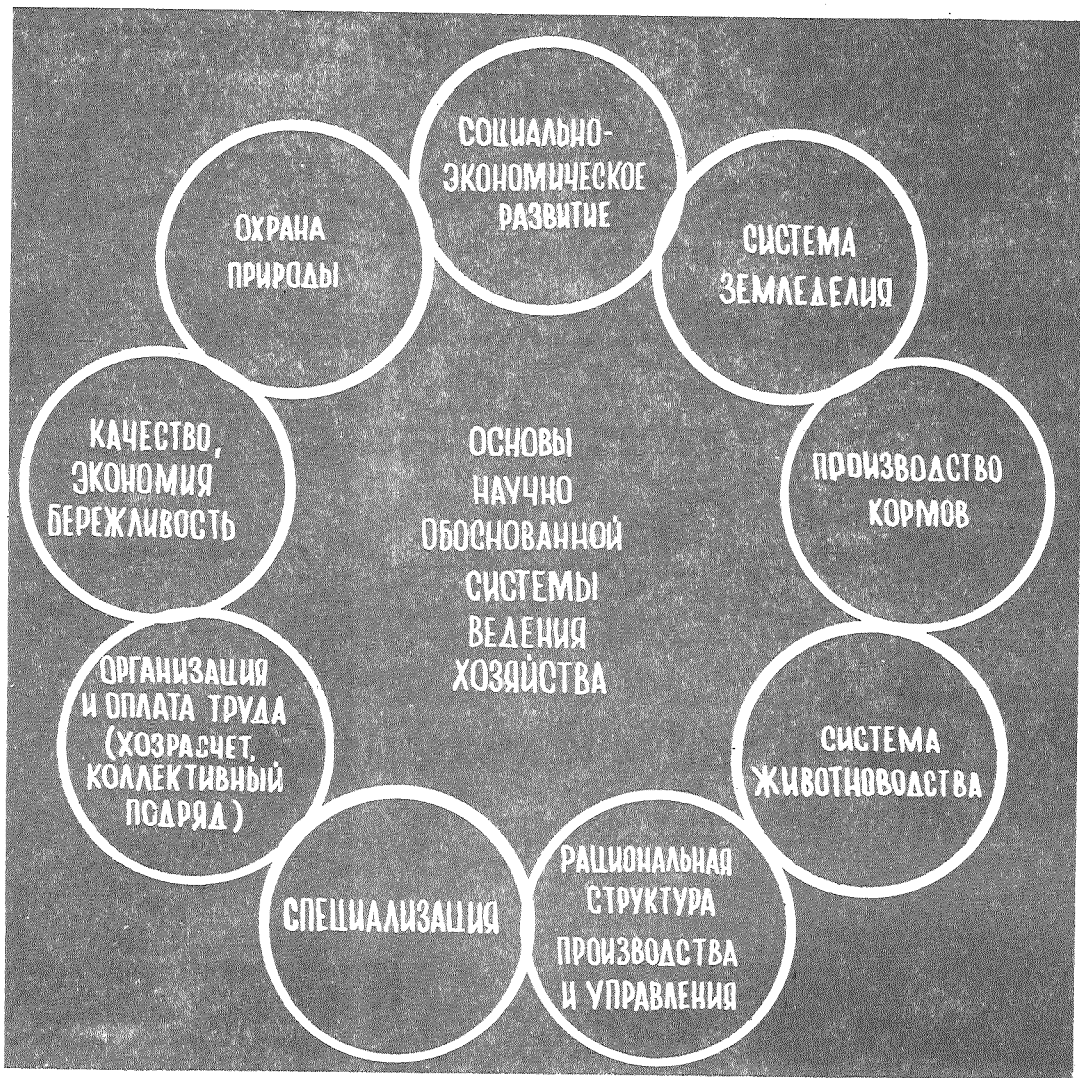 СОЦИАЛЬНО-
ЭКОНОМИЧЕСКОЕ
РАЗВИТИЕ
СИСТЕМА
ЗЕМЛЕДЕЛИЯ
ПРОИЗВОДСТВО
КОРМОВ
СИСТЕМА
ЖИВОТНОВОДСТВА
РАЦИОНАЛЬНАЯ
СТРУКТУРА
ПРОИЗВОДСТВА
И УПРАВЛЕНИЯ
СПЕЦИАЛИЗАЦИЯ
ОРГАНИЗАЦИЯ
И ОПЛАТА ТРУДА
(ХОЗРАСЧЕТ,
КОЛЛЕКТИВНЫЙ
ПОДРЯД)
КАЧЕСТВО,
ЭКОНОМИЯ
БЕРЕЖЛИВОСТЬ
ОХРАНА
ПРИРОДЫ
ОСНОВЫ
НАУЧНО
ОБОСНОВАННОЙ
СИСТЕМЫ
ВЕДЕНИЯ
ХОЗЯЙСТВА